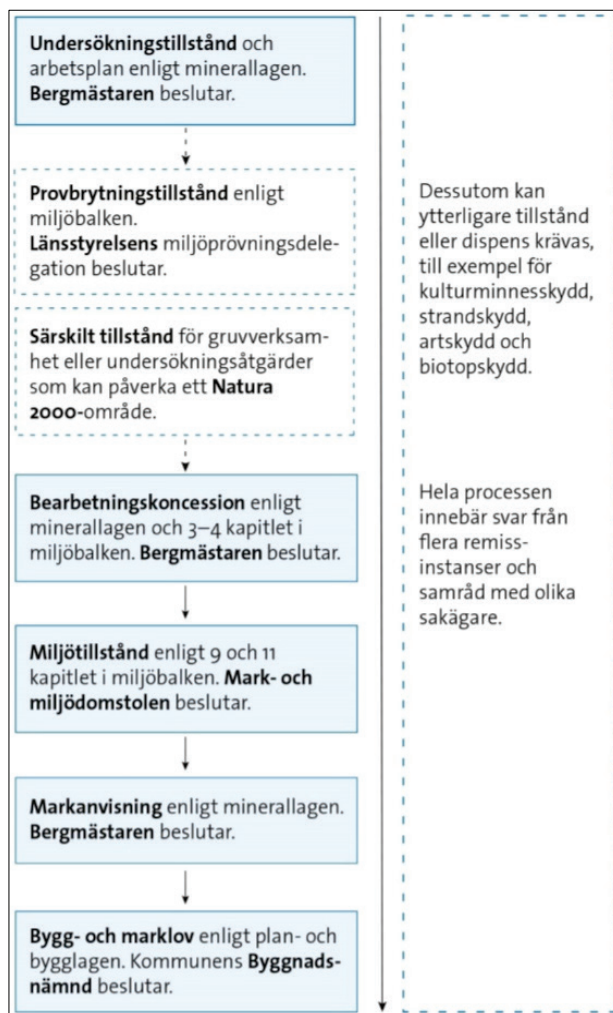 Undersökningstillstånd och
arbetsplan enligt minerallagen.
Bergmästaren beslutar.
Provbrytningstillstånd enligt
miljöbalken.
Länsstyrelsens miljöprövningsdele-
gation beslutar.
Särskilt tillstånd för gruvverksam-
het eller undersökningsåtgärder
som kan påverka ett Natura
2000-område.
Bearbetningskoncession enligt
minerallagen och 3–4 kapitlet i
miljöbalken. Bergmästaren beslutar.
Miljötillstånd enligt 9 och 11
kapitlet i miljöbalken. Mark- och
miljödomstolen beslutar.
Markanvisning enligt minerallagen.
Bergmästaren beslutar.
Bygg- och marklov enligt plan- och
bygglagen. Kommunens Byggnads-
nämnd beslutar.
Dessutom kan
ytterligare tillstånd
eller dispens krävas,
till exempel för
kulturminnesskydd,
strandskydd,
artskydd och
biotopskydd.
Hela processen
innebär svar från
flera remiss-
instanser och
samråd med olika
sakägare.